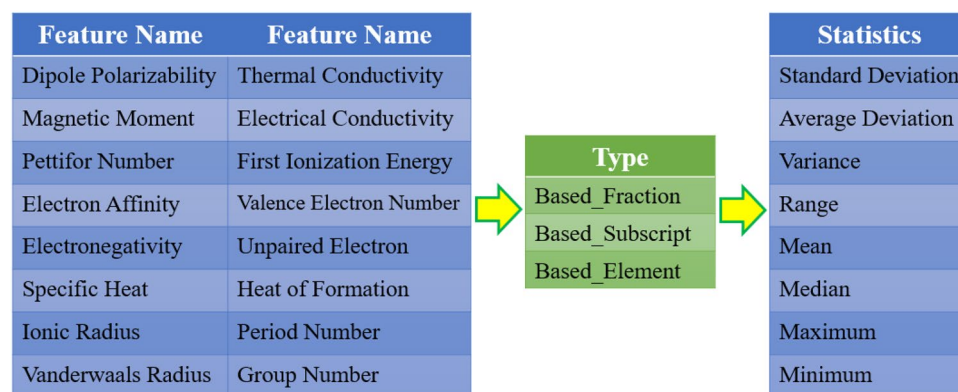 Feature Name Feature Name
Dipole Polarizability Thermal Conductivity
Magnetic Moment Electrical Conductivity
Pettifor Number First Ionization Energy
Electron Affinity Valence Electron Number
Electronegativity Unpaired Electron
Specific Heat Heat of Formation
Ionic Radius Period Number
Vanderwaals Radius Group Number
Type
Based_Fraction
Based_Subscript
Based_Element
Statistics
Standard Deviation
Average Deviation
Variance
Range
Mean
Median
Maximum
Minimum